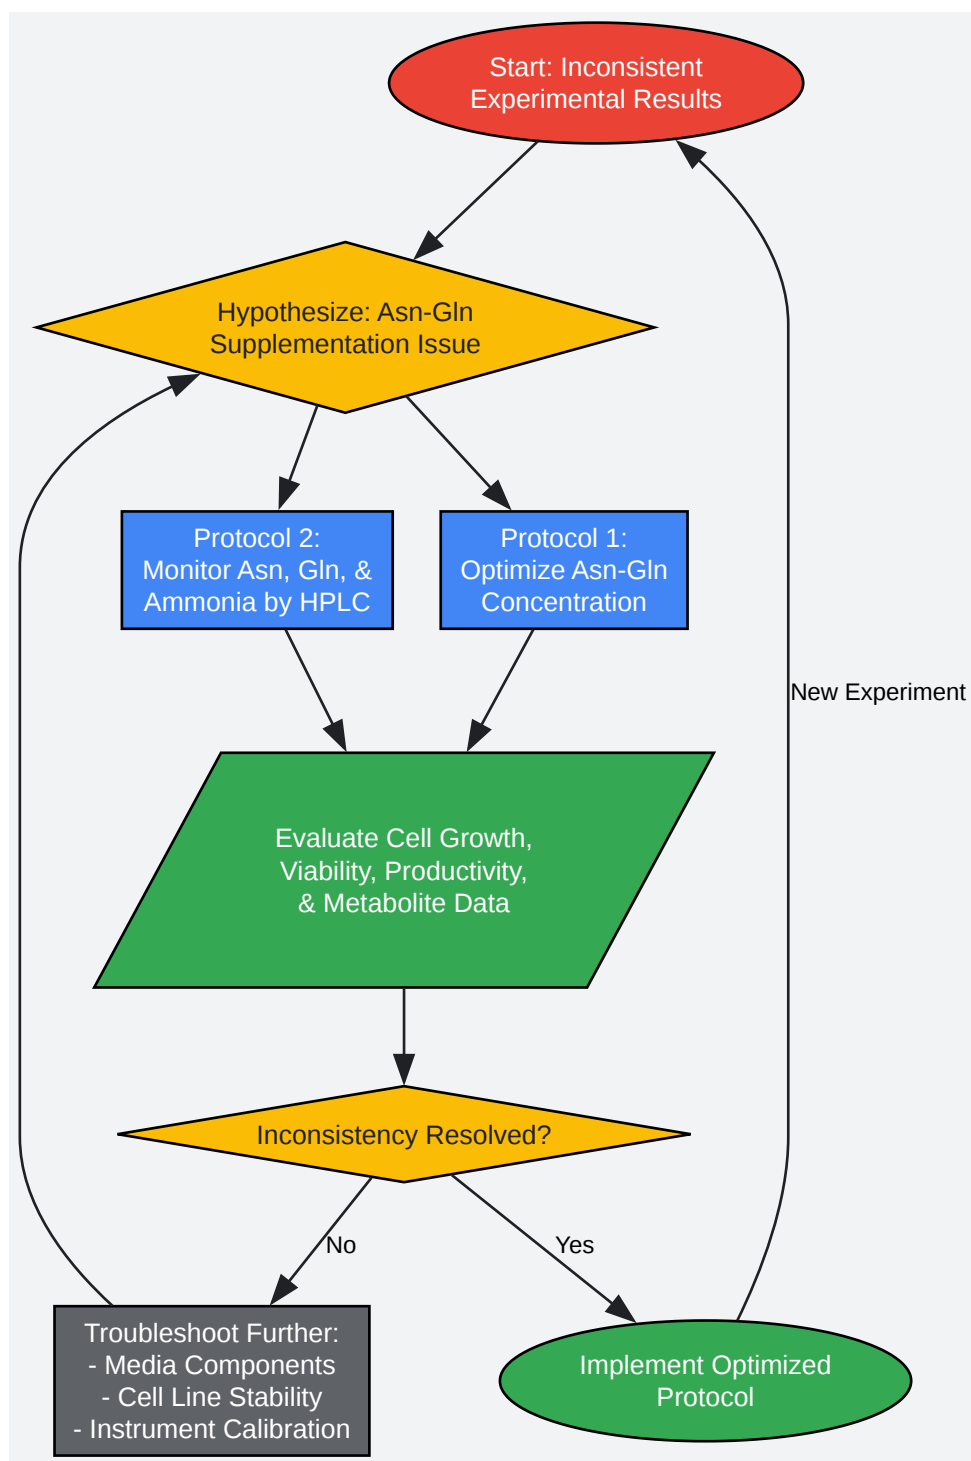 Start: Inconsistent
Experimental Results
Hypothesize: Asn-Gln
Supplementation Issue
Protocol 2:
Monitor Asn, Gln, &
Ammonia by HPLC
Protocol 1:
Optimize Asn-Gln
Concentration
New Experiment
Evaluate Cell Growth,
Viability, Productivity,
& Metabolite Data
Inconsistency Resolved?
No
Yes
Troubleshoot Further:
- Media Components
- Cell Line Stability
- Instrument Calibration
Implement Optimized
Protocol